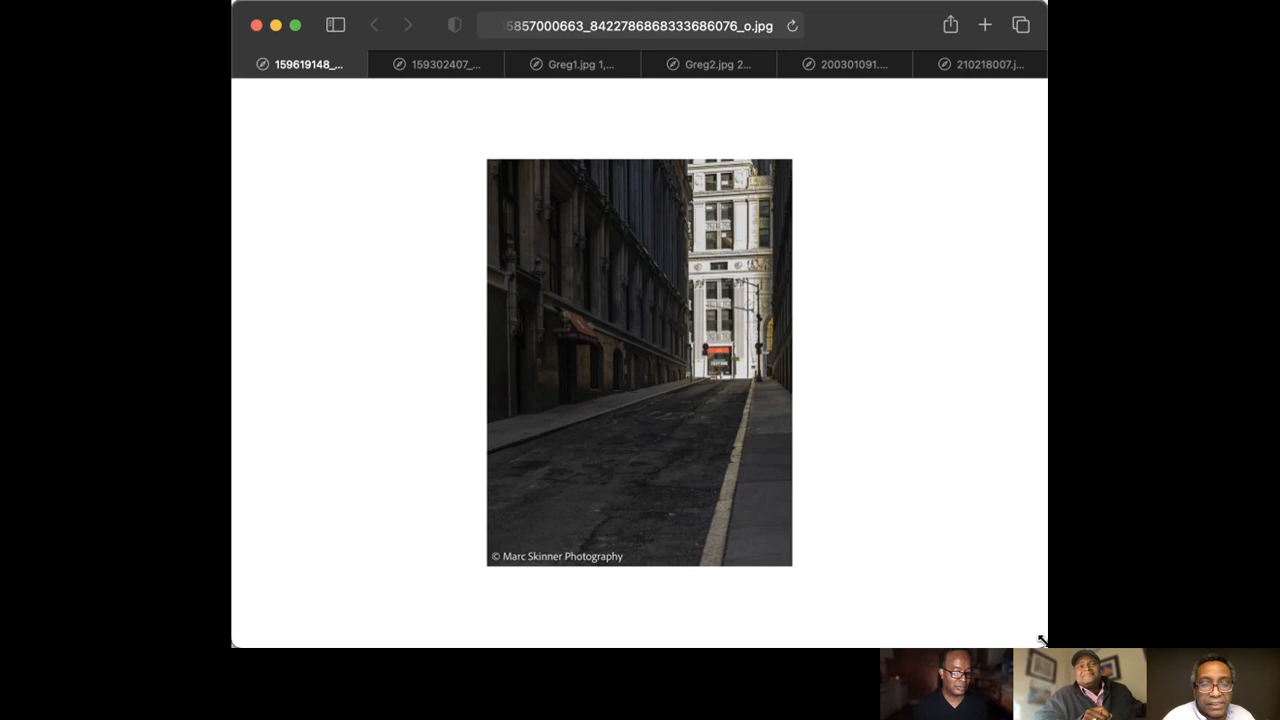 5857000663_8422786868333686076_o.jpg
159619148_...
159302407_...
Greg1.jpg 1,...
Greg2.jpg 2...
200301091....
210218007.j...
© Marc Skinner Photography